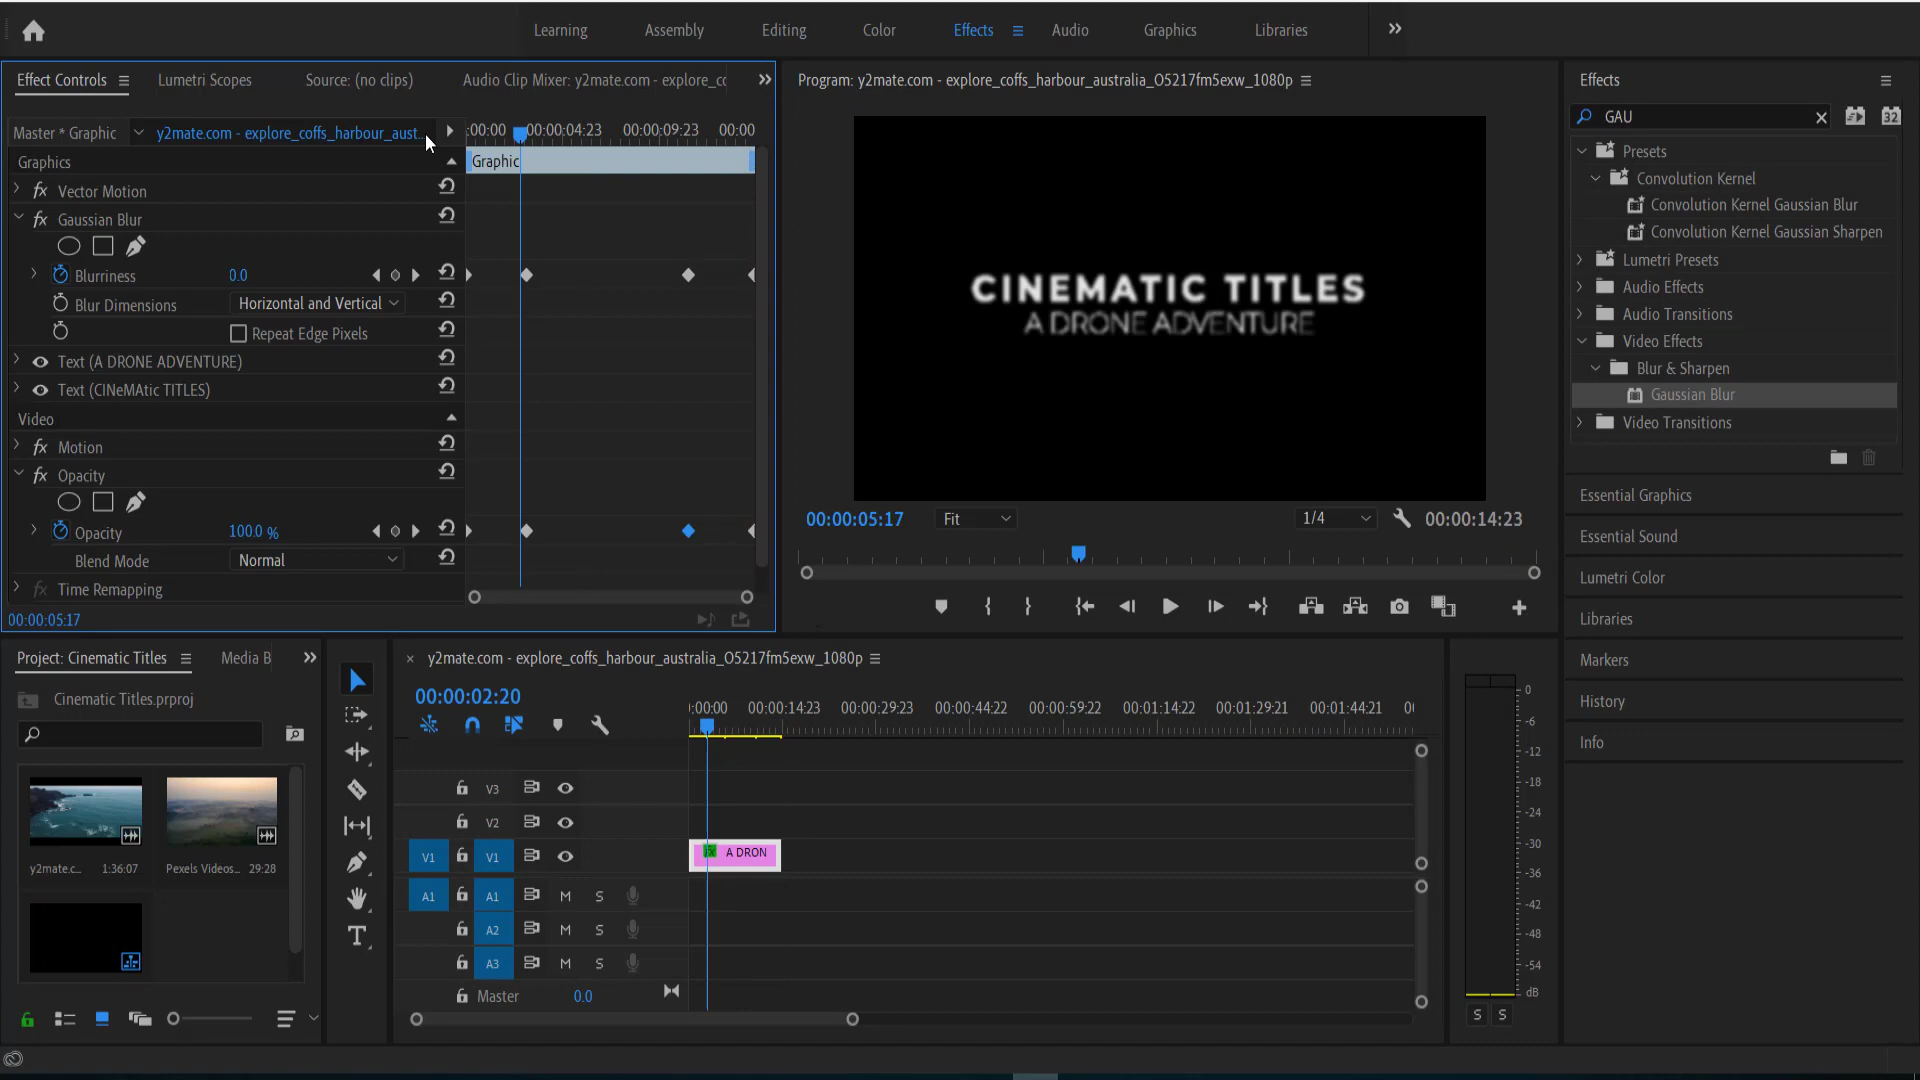 Learning Assembly Editing Color Effects Audio Graphics Libraries
Effect Controls Lumetri Scopes Source: (no clips) Audio Clip Mixer: y2mate.com - explore_cc
Master * Graphic y2mate.com - explore_coffs_harbour_aust...
:00:00 00:00:04:23 00:00:09:23 00:00
Graphics
Graphic
Vector Motion
Gaussian Blur
Blurriness 0.0
Blur Dimensions Horizontal and Vertical
Repeat Edge Pixels
Text (A DRONE ADVENTURE)
Text (CINeMAtic TITLES)
Video
Motion
Opacity
Opacity 100.0 %
Blend Mode Normal
Time Remapping
00:00:05:17
Program: y2mate.com - explore_coffs_harbour_australia_O5217fm5exw_1080p
CINEMATIC TITLES
A DRONE ADVENTURE
00:00:05:17 Fit 1/4 00:00:14:23
Effects
GAU
32
Presets
Convolution Kernel
Convolution Kernel Gaussian Blur
Convolution Kernel Gaussian Sharpen
Lumetri Presets
Audio Effects
Audio Transitions
Video Effects
Blur & Sharpen
Gaussian Blur
Video Transitions
Essential Graphics
Essential Sound
Lumetri Color
Libraries
Markers
History
Info
Project: Cinematic Titles Media B
Cinematic Titles.prproj
y2mate.c... 1:36:07
Pexels Videos... 29:28
y2mate.com - explore_coffs_harbour_australia_O5217fm5exw_1080p
00:00:02:20
:00:00 00:00:14:23 00:00:29:23 00:00:44:22 00:00:59:22 00:01:14:22 00:01:29:21 00:01:44:21
V3
V2
V1 V1
A DRON
A1 A1 M S
A2 M S
A3 M S
Master 0.0
0
-6
-12
-18
-24
-30
-36
-42
-48
-54
dB
S S